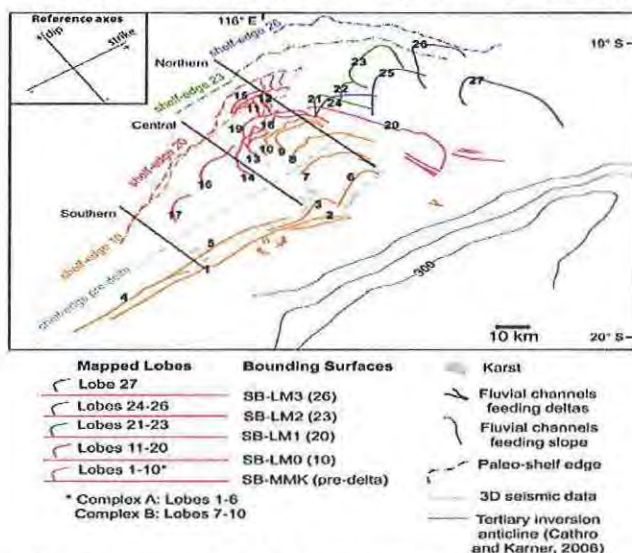 Reference axes
dip
Strike
116° E
10° S
shelf-edge 26
Northern
shelf-edge 23
26
23
25
27
22
21
24
15
12
11
20
19
18
Central
10
9
8
13
shelf-edge 20
14
7
6
16
Southern
17
3
2
shelf-edge 10
5
1
300
4
shelf-edge pre-delta
10 km
20° S
Mapped Lobes
Bounding Surfaces
Lobe 27
SB-LM3 (26)
Lobes 24-26
SB-LM2 (23)
Lobes 21-23
SB-LM1 (20)
Lobes 11-20
SB-LM0 (10)
Lobes 1-10*
SB-MMK (pre-delta)
* Complex A: Lobes 1-6
Complex B: Lobes 7-10
Karst
Fluvial channels
feeding deltas
Fluvial channels
feeding slope
Paleo-shelf edge
3D seismic data
Tertiary inversion
anticline (Cathro
and Karner, 2006)